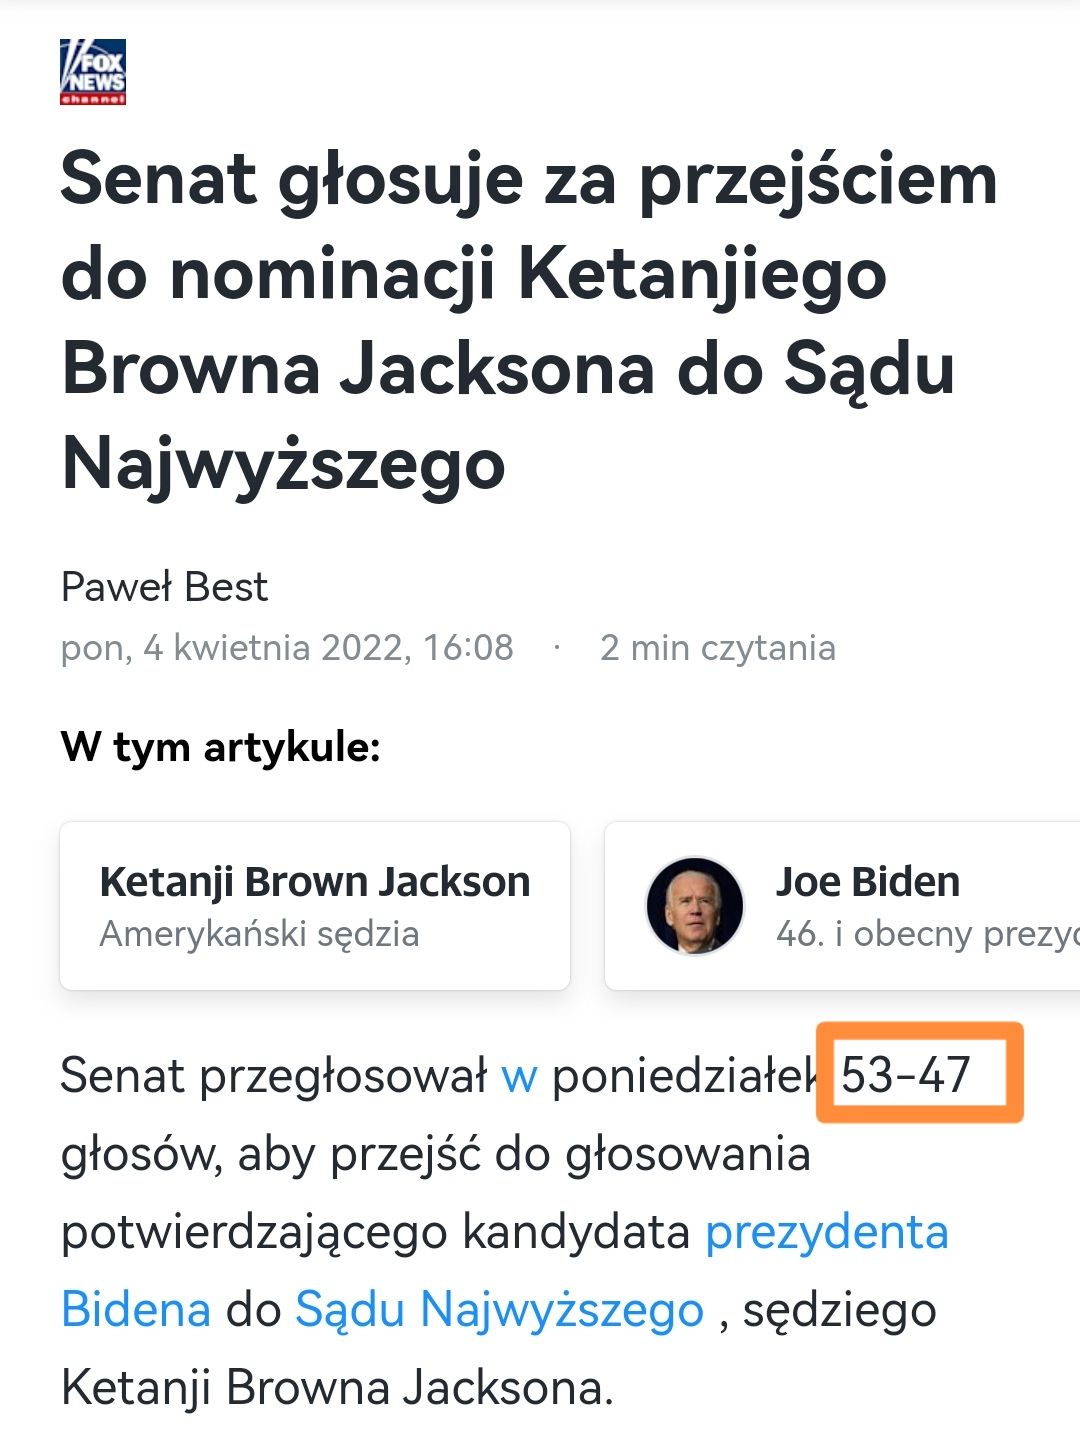 FOX
NEWS
channel
Senat głosuje za przejściem
do nominacji Ketanjiego
Browna Jacksona do Sądu
Najwyższego
Paweł Best
pon, 4 kwietnia 2022, 16:08 · 2 min czytania
W tym artykule:
Ketanji Brown Jackson
Amerykański sędzia
Joe Biden
46. i obecny prezyd
Senat przegłosował w poniedziałek 53-47
głosów, aby przejść do głosowania
potwierdzającego kandydata prezydenta
Bidena do Sądu Najwyższego , sędziego
Ketanji Browna Jacksona.